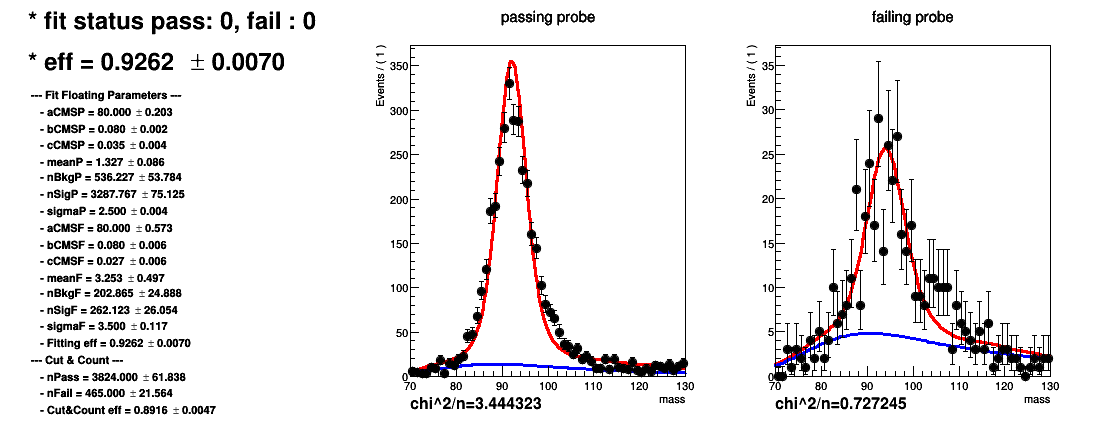 * fit status pass: 0, fail : 0
* eff = 0.9262 ± 0.0070
--- Fit Floating Parameters ---
- aCMSP = 80.000 ± 0.203
- bCMSP = 0.080 ± 0.002
- cCMSP = 0.035 ± 0.004
- meanP = 1.327 ± 0.086
- nBkgP = 536.227 ± 53.784
- nSigP = 3287.767 ± 75.125
- sigmaP = 2.500 ± 0.004
- aCMSF = 80.000 ± 0.573
- bCMSF = 0.080 ± 0.006
- cCMSF = 0.027 ± 0.006
- meanF = 3.253 ± 0.497
- nBkgF = 202.865 ± 24.888
- nSigF = 262.123 ± 26.054
- sigmaF = 3.500 ± 0.117
- Fitting eff = 0.9262 ± 0.0070
--- Cut & Count ---
- nPass = 3824.000 ± 61.838
- nFail = 465.000 ± 21.564
- Cut&Count eff = 0.8916 ± 0.0047
passing probe
Events / ( 1 )
350
300
250
200
150
100
50
0
70 80 90 100 110 120 130
mass
chi^2/n=3.444323
failing probe
Events / ( 1 )
35
30
25
20
15
10
5
0
70 80 90 100 110 120 130
mass
chi^2/n=0.727245